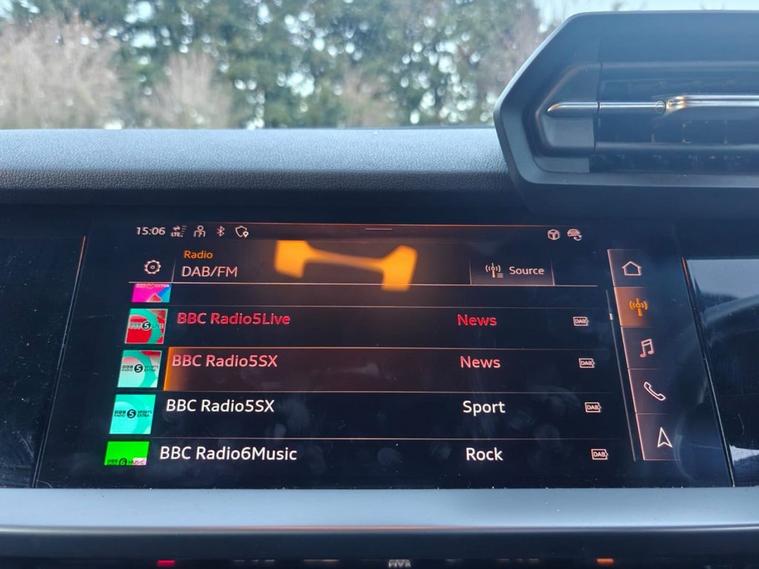 15:06 LTE
Radio
DAB/FM
Source
BBC Radio5Live News DAB
BBC Radio5SX News DAB
BBC Radio5SX Sport DAB
BBC Radio6Music Rock DAB